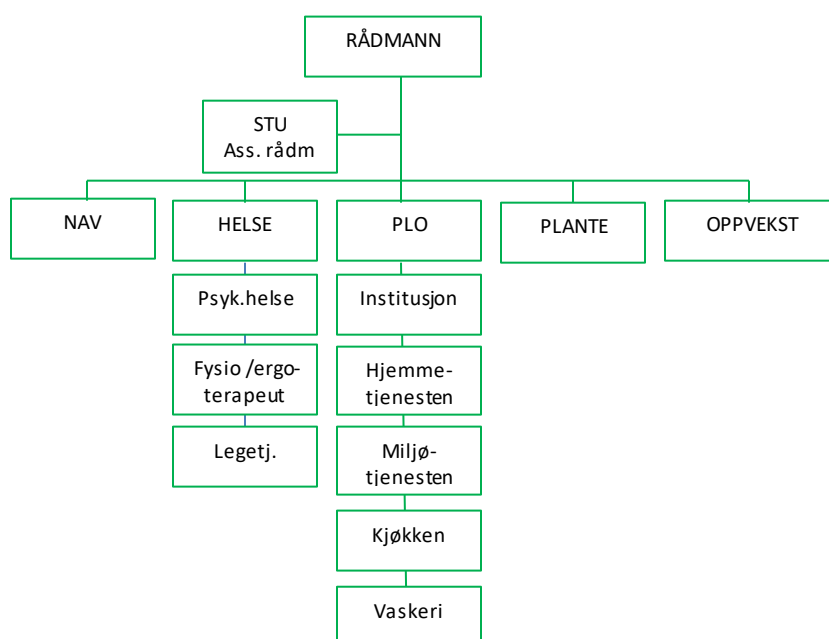 RÅDMANN
STU
Ass. rådm
NAV
HELSE
PLO
PLANTE
OPPVEKST
Psyk.helse
Institusjon
Fysio /ergo-
terapeut
Hjemme-
tjenesten
Legetj.
Miljø-
tjenesten
Kjøkken
Vaskeri